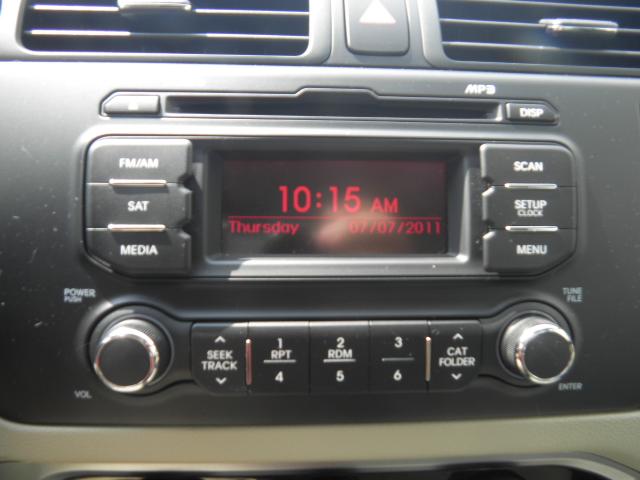 MP3
DISP
FM/AM
SCAN
10:15 AM
SAT
SETUP
CLOCK
Thursday 07/07/2011
MEDIA
MENU
POWER
PUSH
TUNE
FILE
SEEK
TRACK
1
RPT
4
2
RDM
5
3
6
CAT
FOLDER
VOL
ENTER